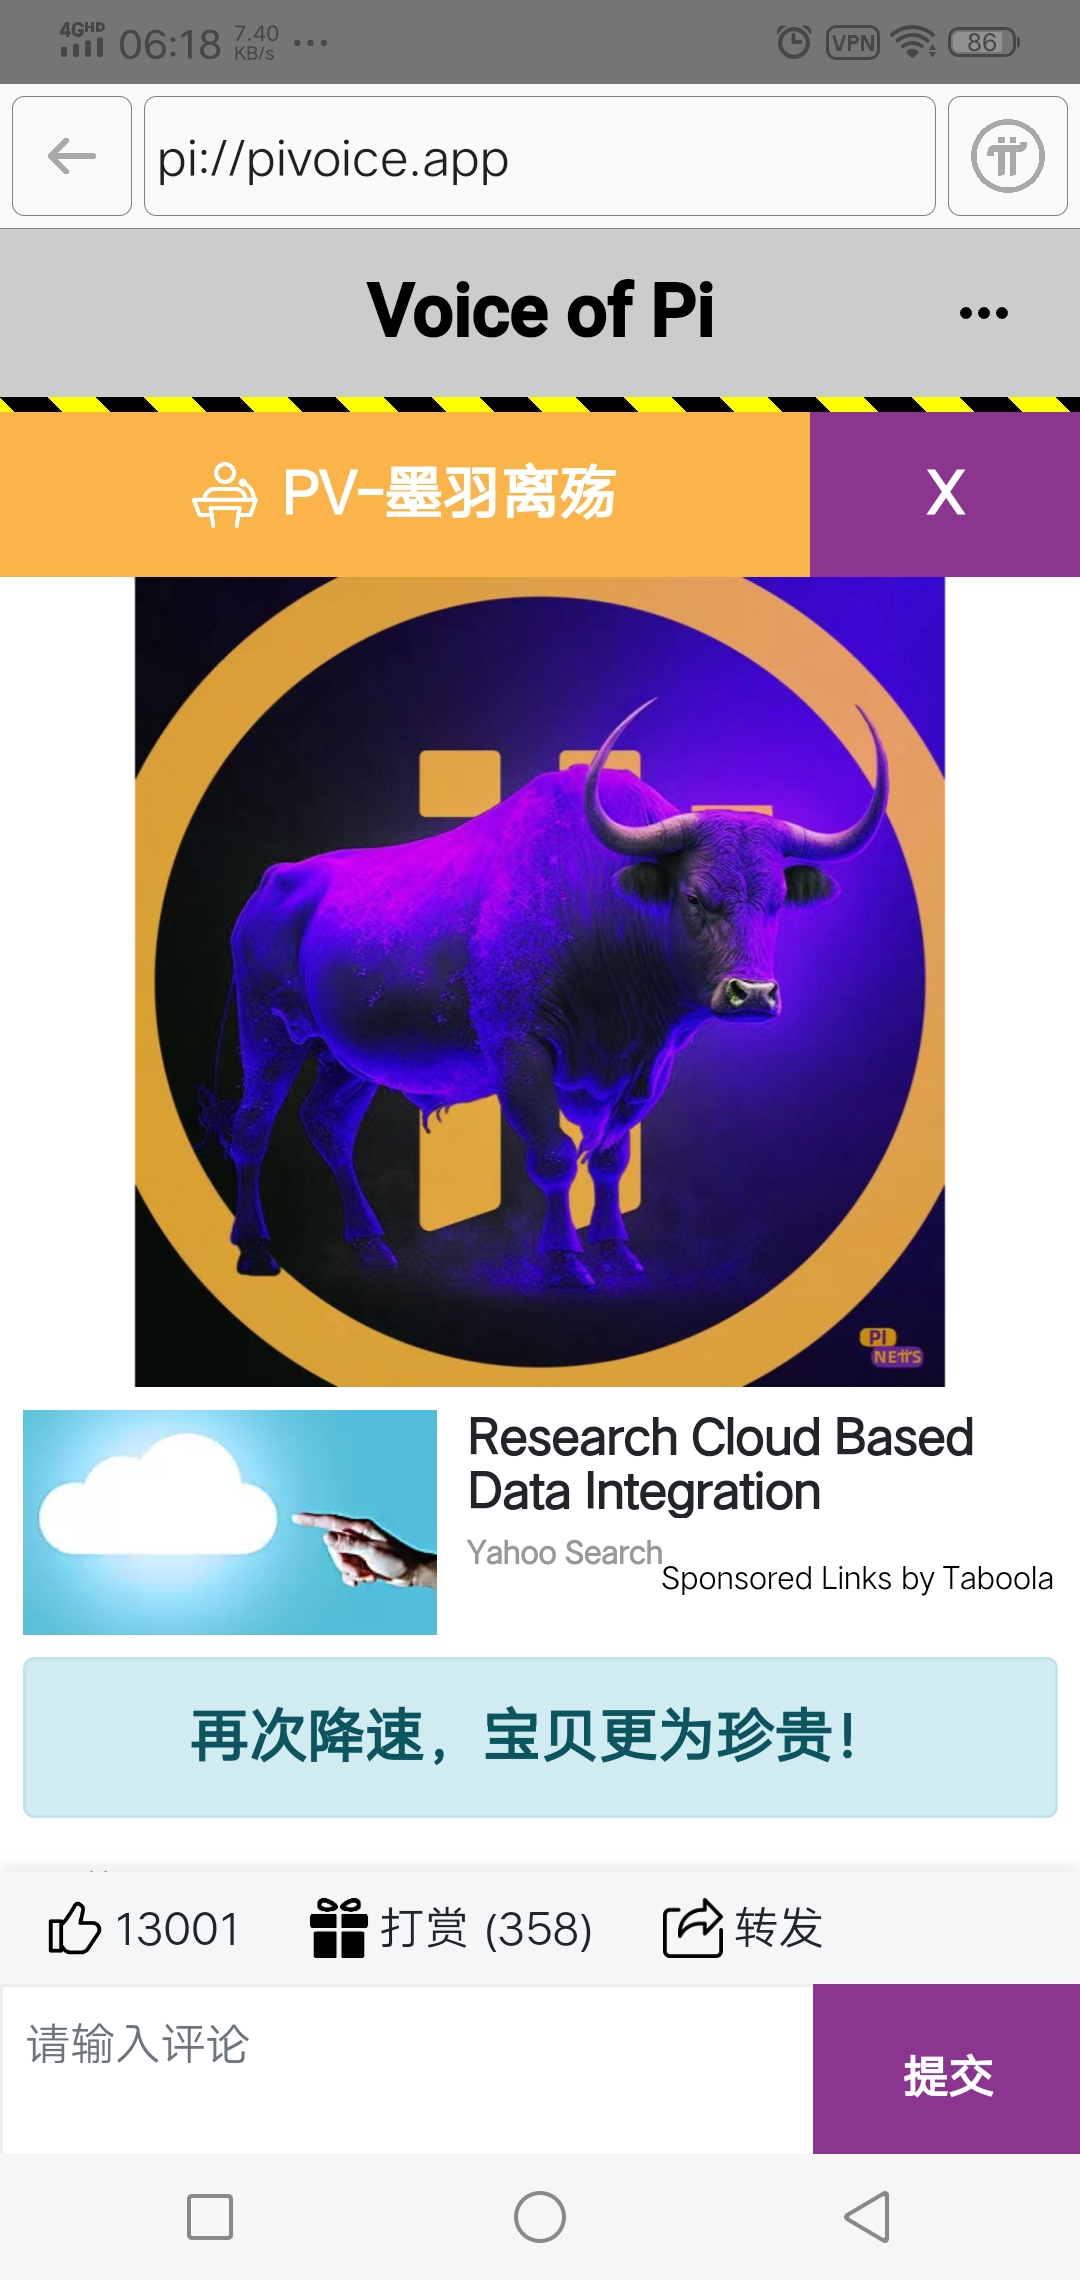 4GHD 06:18 7.40 KB/s ··· VPN 86
pi://pivoice.app
Voice of Pi
PV-墨羽离殇 X
PI
NEWS
Research Cloud Based
Data Integration
Yahoo Search
Sponsored Links by Taboola
再次降速，宝贝更为珍贵！
13001 打赏 (358) 转发
请输入评论
提交